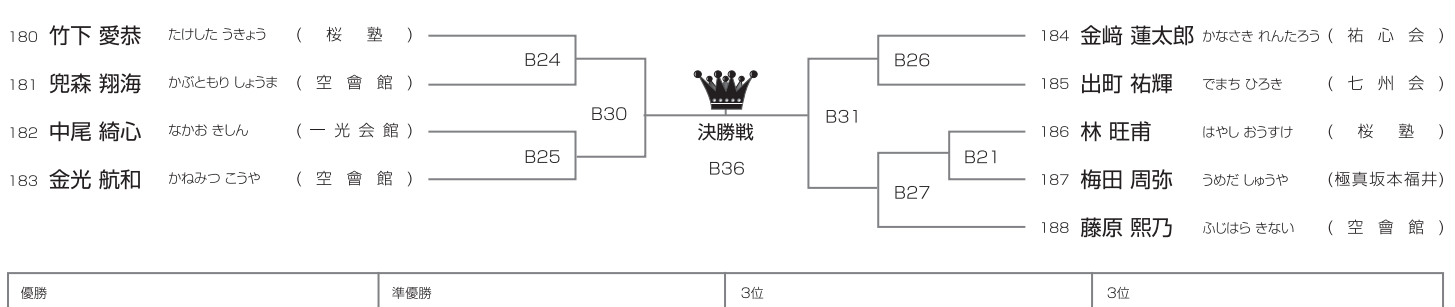 180 竹下 愛恭 たけした うきょう ( 桜 塾 )
181 兜森 翔海 かぶともり しょうま ( 空 會 館 )
182 中尾 綺心 なかお きしん ( 一 光 会 館 )
183 金光 航和 かねみつ こうや ( 空 會 館 )
B24
B25
B30
決勝戦
B36
B31
B26
B21
B27
184 金﨑 蓮太郎 かなさき れんたろう ( 祐 心 会 )
185 出町 祐輝 でまち ひろき ( 七 州 会 )
186 林 旺甫 はやし おうすけ ( 桜 塾 )
187 梅田 周弥 うめだ しゅうや (極真坂本福井)
188 藤原 熙乃 ふじはら きない ( 空 會 館 )
優勝
準優勝
3位
3位